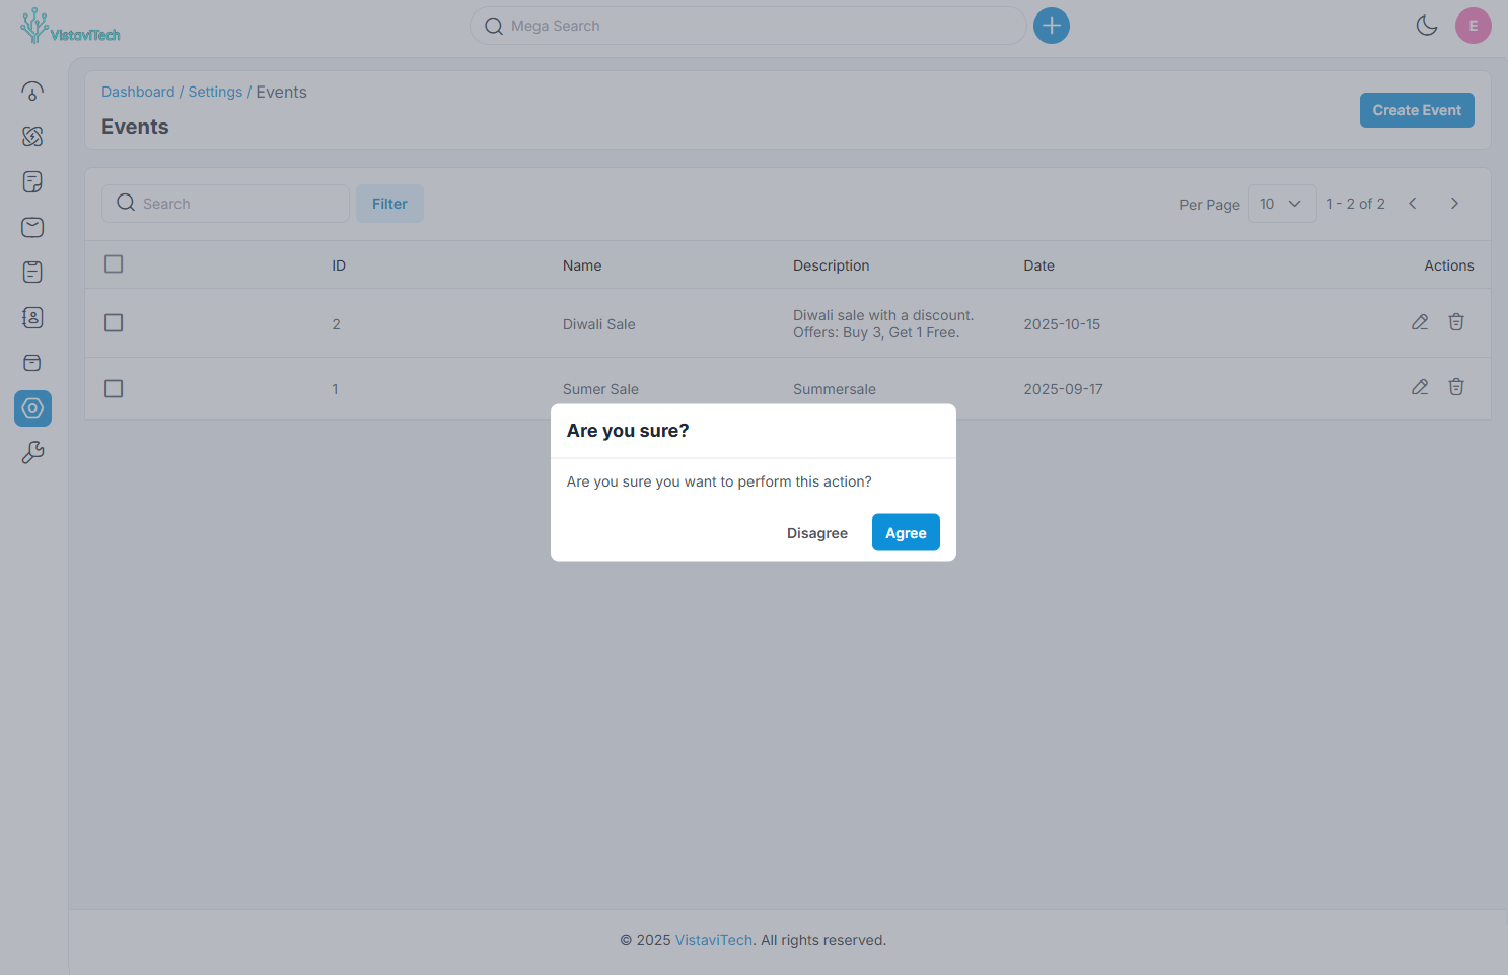 VistaviTech
Mega Search
E
Dashboard / Settings / Events
Events
Create Event
Search
Filter
Per Page
10
1 - 2 of 2
ID
Name
Description
Date
Actions
2
Diwali Sale
Diwali sale with a discount.
Offers: Buy 3, Get 1 Free.
2025-10-15
1
Sumer Sale
Summersale
2025-09-17
Are you sure?
Are you sure you want to perform this action?
Disagree
Agree
© 2025 VistaviTech. All rights reserved.